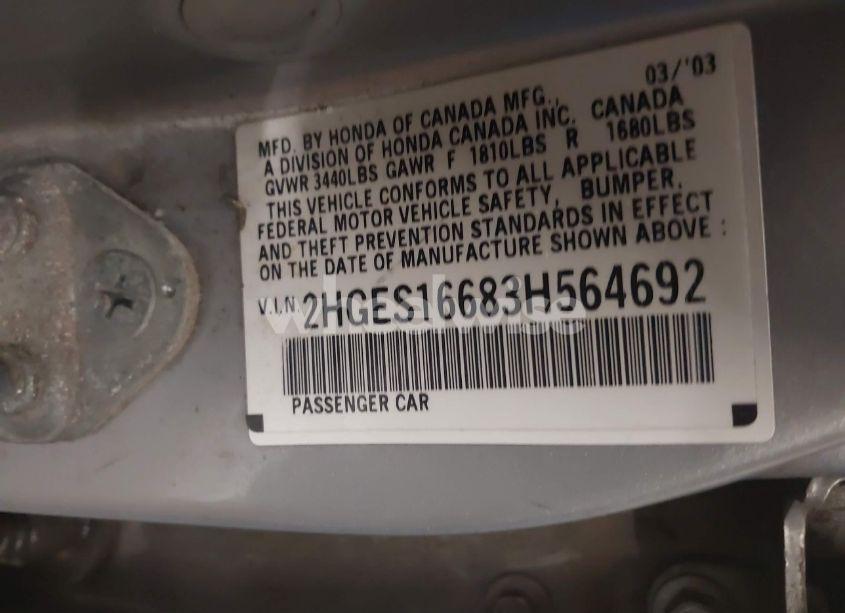 03/'03
MFD. BY HONDA OF CANADA MFG.,
A DIVISION OF HONDA CANADA INC. CANADA
GVWR 3440LBS GAWR F 1810LBS R 1680LBS
THIS VEHICLE CONFORMS TO ALL APPLICABLE
FEDERAL MOTOR VEHICLE SAFETY, BUMPER,
AND THEFT PREVENTION STANDARDS IN EFFECT
ON THE DATE OF MANUFACTURE SHOWN ABOVE :
V.I.N. 2HGES16683H564692
wheelwise
PASSENGER CAR